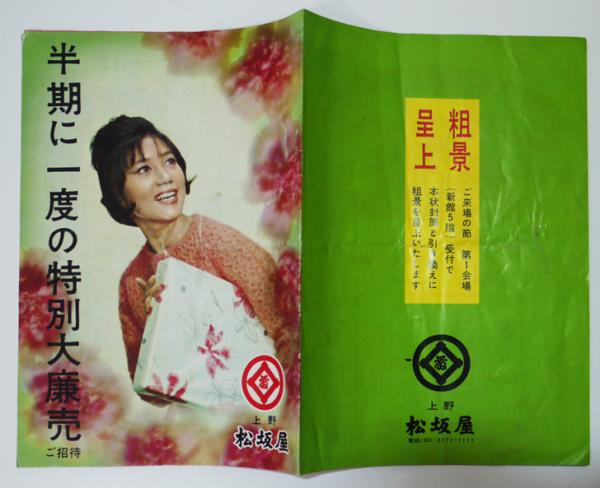 半期に一度の特別大廉売
ご招待
上野
松坂屋
粗景
呈上
ご来場の節 第1会場
(新館5階)受付で
本状封筒と引き換えに
粗景を呈上いたします
上野
松坂屋